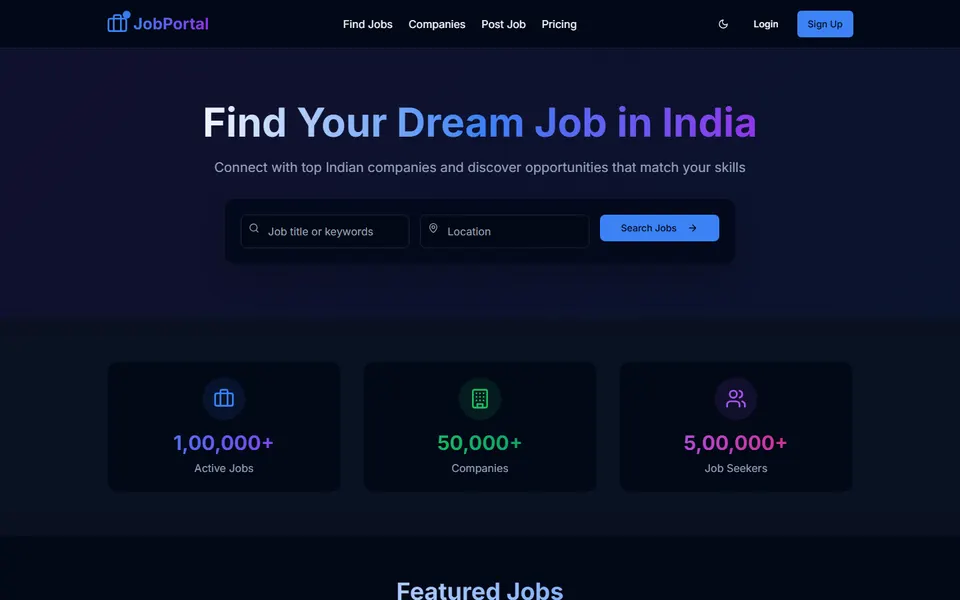 JobPortal
Find Jobs Companies Post Job Pricing
Login
Sign Up
Find Your Dream Job in India
Connect with top Indian companies and discover opportunities that match your skills
Job title or keywords
Location
Search Jobs
1,00,000+
Active Jobs
50,000+
Companies
5,00,000+
Job Seekers
Featured Jobs